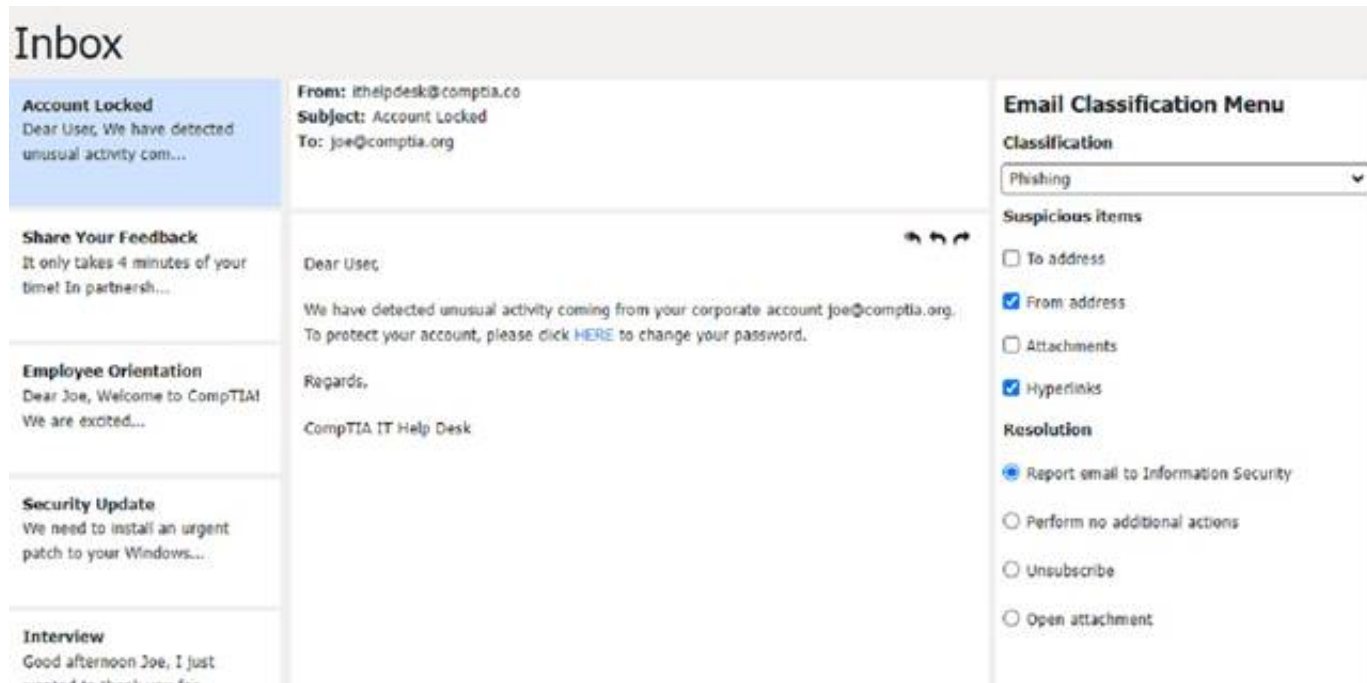 Inbox
Account Locked
Dear User, We have detected
unusual activity com...
Share Your Feedback
It only takes 4 minutes of your
time! In partnersh...
Employee Orientation
Dear Joe, Welcome to CompTIA!
We are excited...
Security Update
We need to install an urgent
patch to your Windows...
Interview
Good afternoon Joe, I just
From: ithelpdesk@comptia.co
Subject: Account Locked
To: joe@comptia.org
Dear User,
We have detected unusual activity coming from your corporate account joe@comptia.org.
To protect your account, please click HERE to change your password.
Regards,
CompTIA IT Help Desk
Email Classification Menu
Classification
Phishing
Suspicious items
To address
From address
Attachments
Hyperlinks
Resolution
Report email to Information Security
Perform no additional actions
Unsubscribe
Open attachment